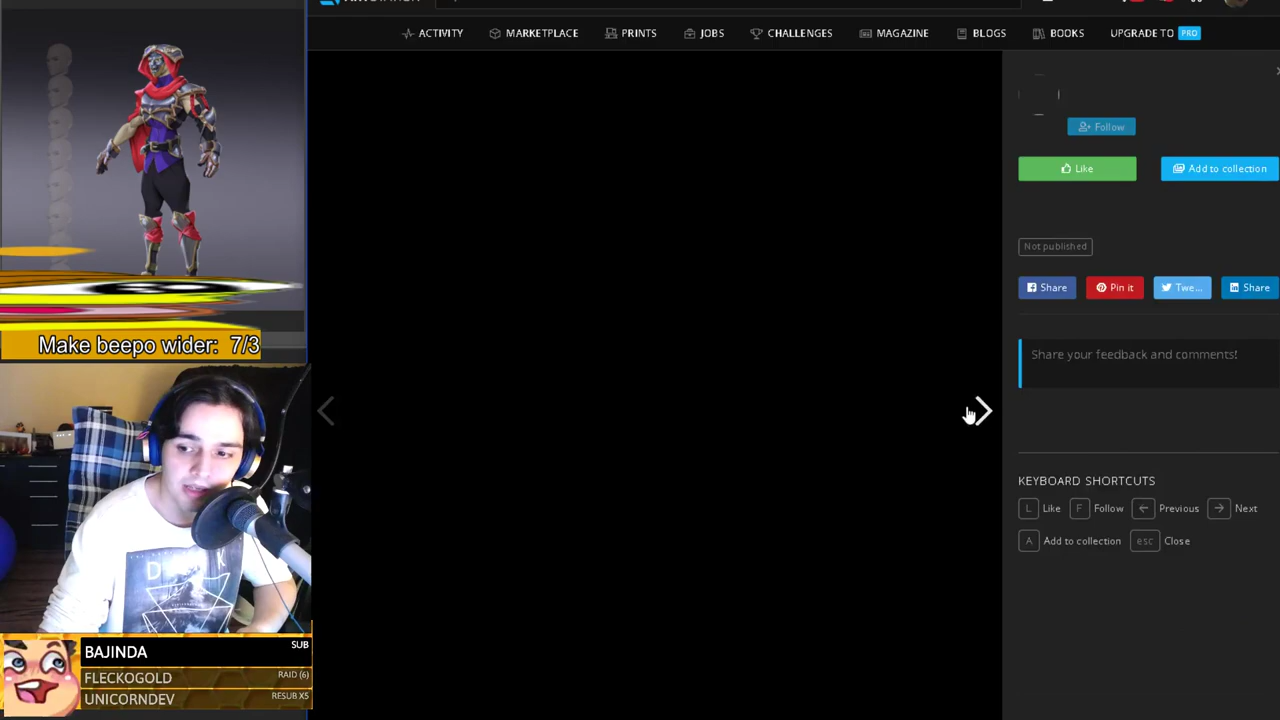 ACTIVITY
MARKETPLACE
PRINTS
JOBS
CHALLENGES
MAGAZINE
BLOGS
BOOKS
UPGRADE TO PRO
Follow
Like
Add to collection
Not published
Share
Pin it
Twe...
Share
Share your feedback and comments!
KEYBOARD SHORTCUTS
L Like F Follow ← Previous → Next
A Add to collection esc Close
Make beepo wider: 7/3
BAJINDA SUB
FLECKOGOLD RAID (6)
UNICORNDEV RESUB X5